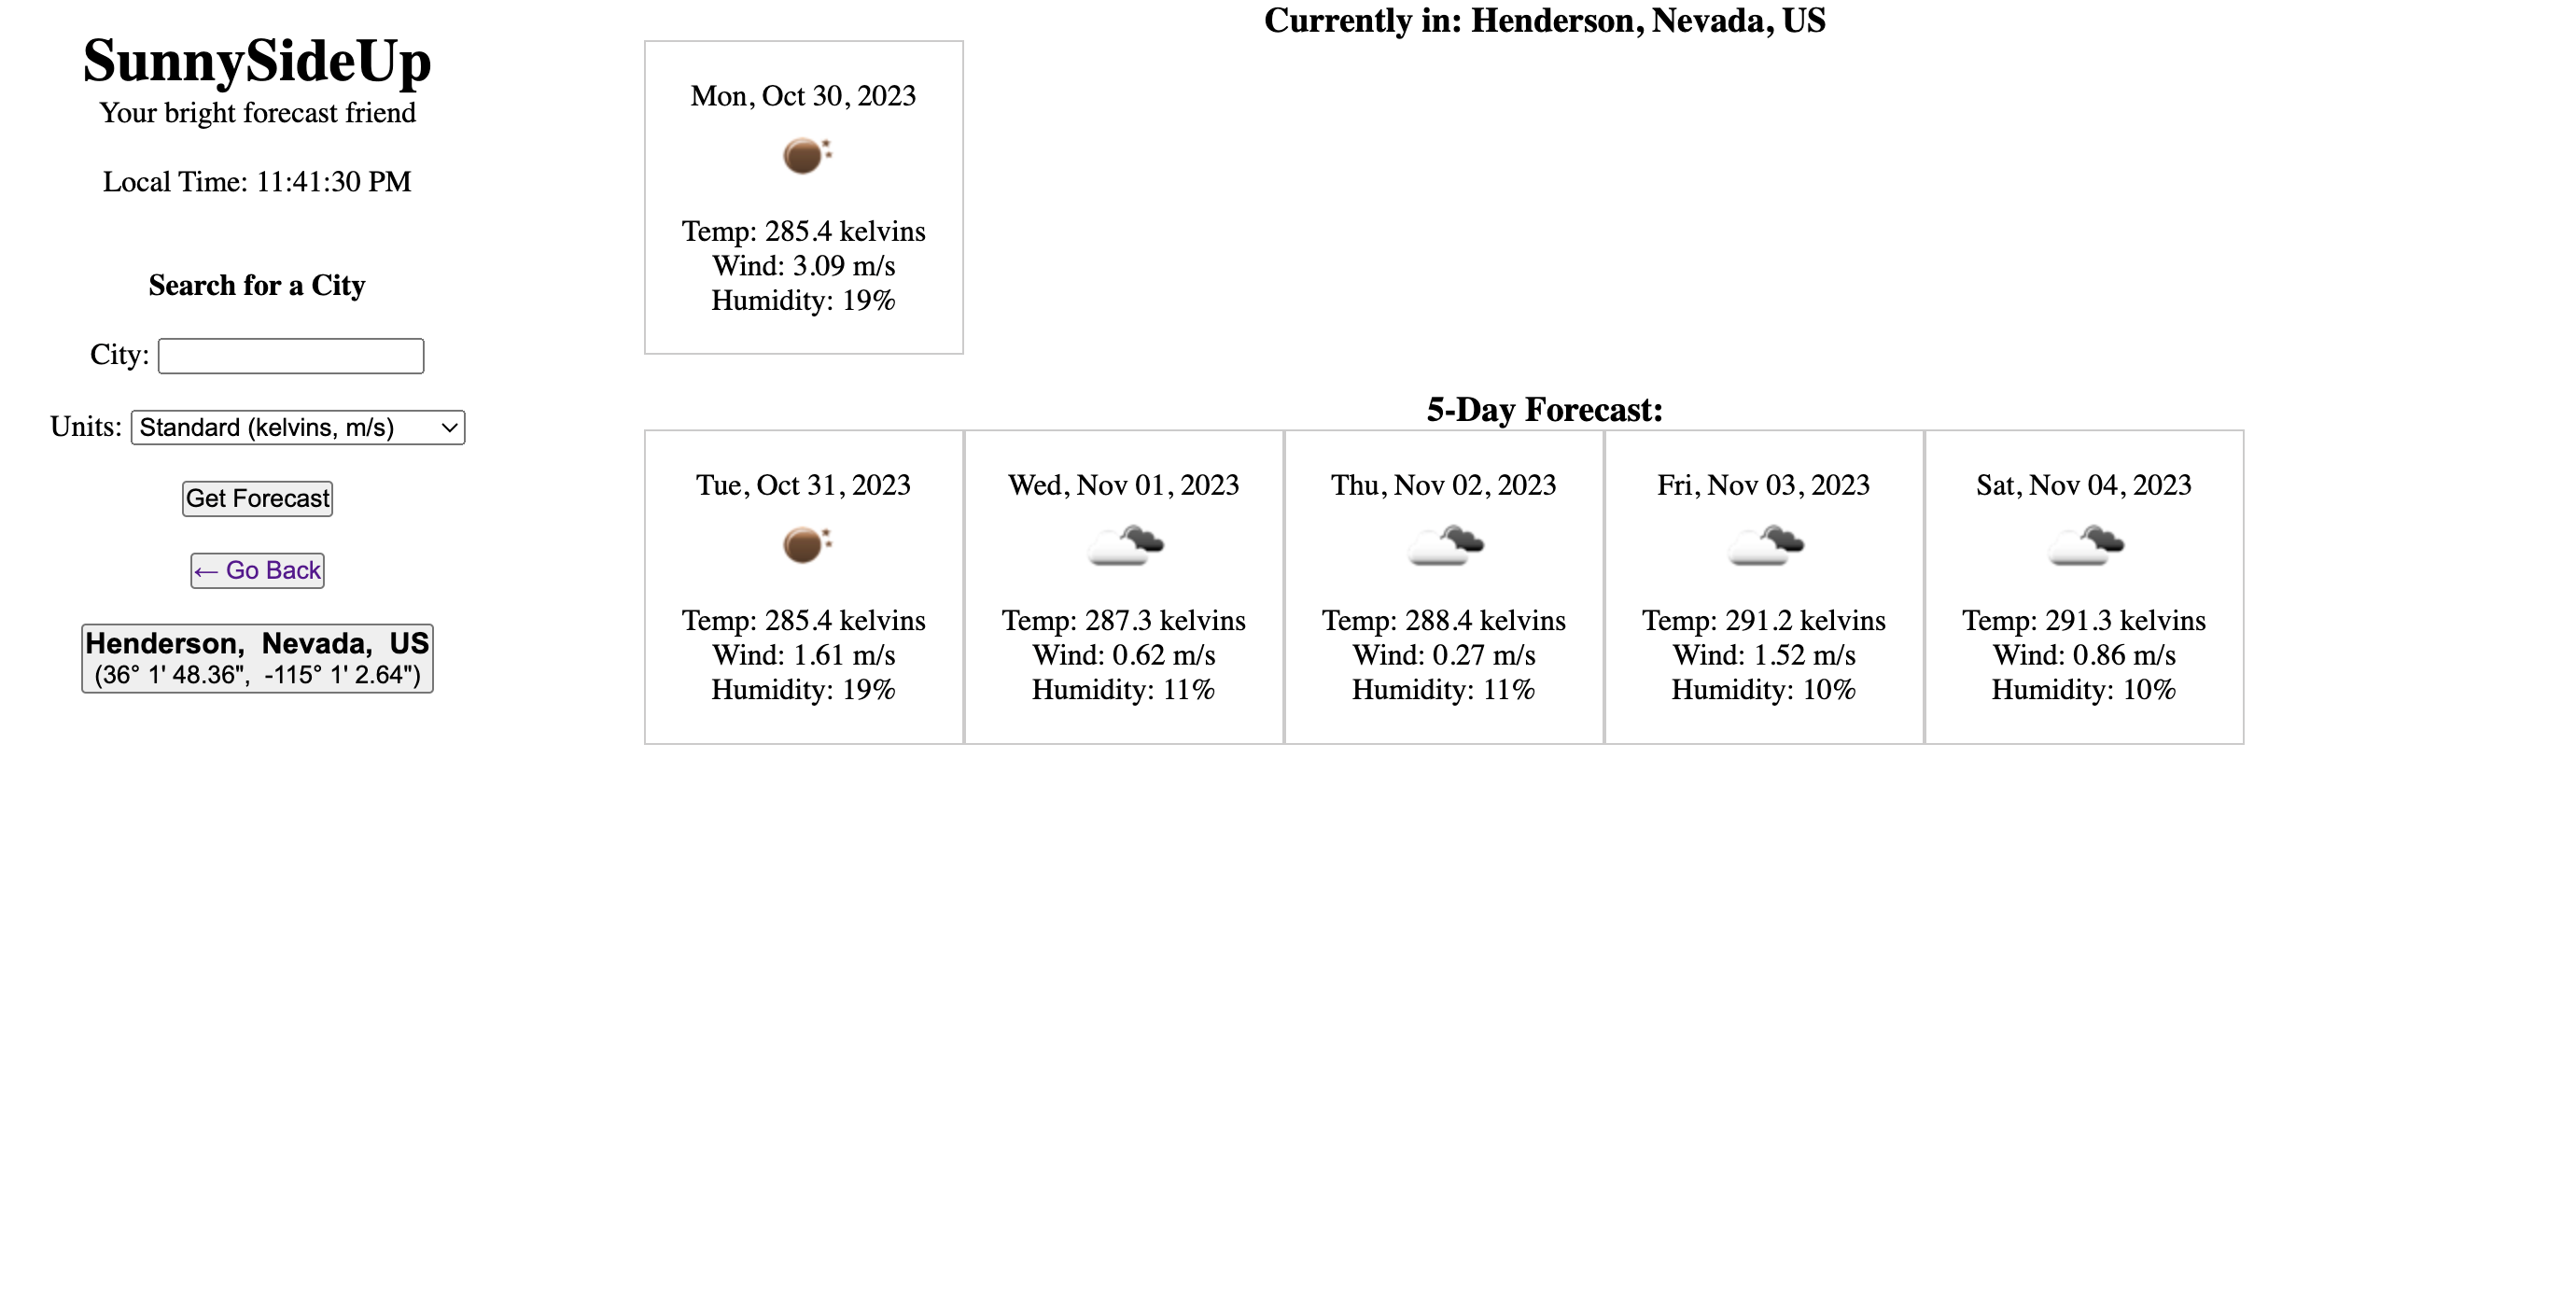 SunnySideUp
Your bright forecast friend
Local Time: 11:41:30 PM
Search for a City
City:
Units: Standard (kelvins, m/s)
Get Forecast
← Go Back
Henderson, Nevada, US
(36° 1' 48.36", -115° 1' 2.64")
Currently in: Henderson, Nevada, US
Mon, Oct 30, 2023
Temp: 285.4 kelvins
Wind: 3.09 m/s
Humidity: 19%
5-Day Forecast:
Tue, Oct 31, 2023
Temp: 285.4 kelvins
Wind: 1.61 m/s
Humidity: 19%
Wed, Nov 01, 2023
Temp: 287.3 kelvins
Wind: 0.62 m/s
Humidity: 11%
Thu, Nov 02, 2023
Temp: 288.4 kelvins
Wind: 0.27 m/s
Humidity: 11%
Fri, Nov 03, 2023
Temp: 291.2 kelvins
Wind: 1.52 m/s
Humidity: 10%
Sat, Nov 04, 2023
Temp: 291.3 kelvins
Wind: 0.86 m/s
Humidity: 10%